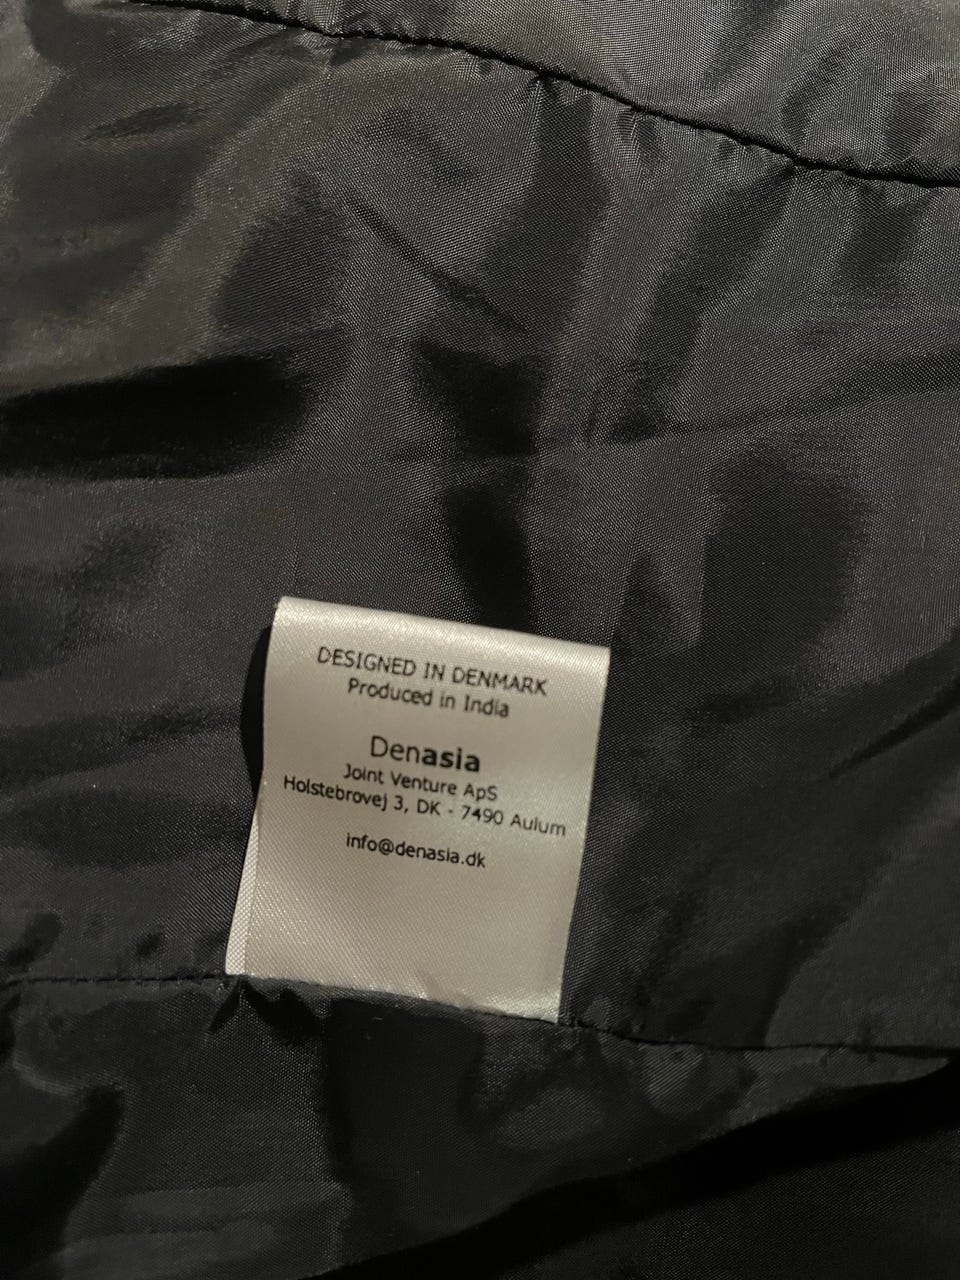 DESIGNED IN DENMARK
Produced in India
Denasia
Joint Venture ApS
Holstebrovej 3, DK - 7490 Aulum
info@denasia.dk